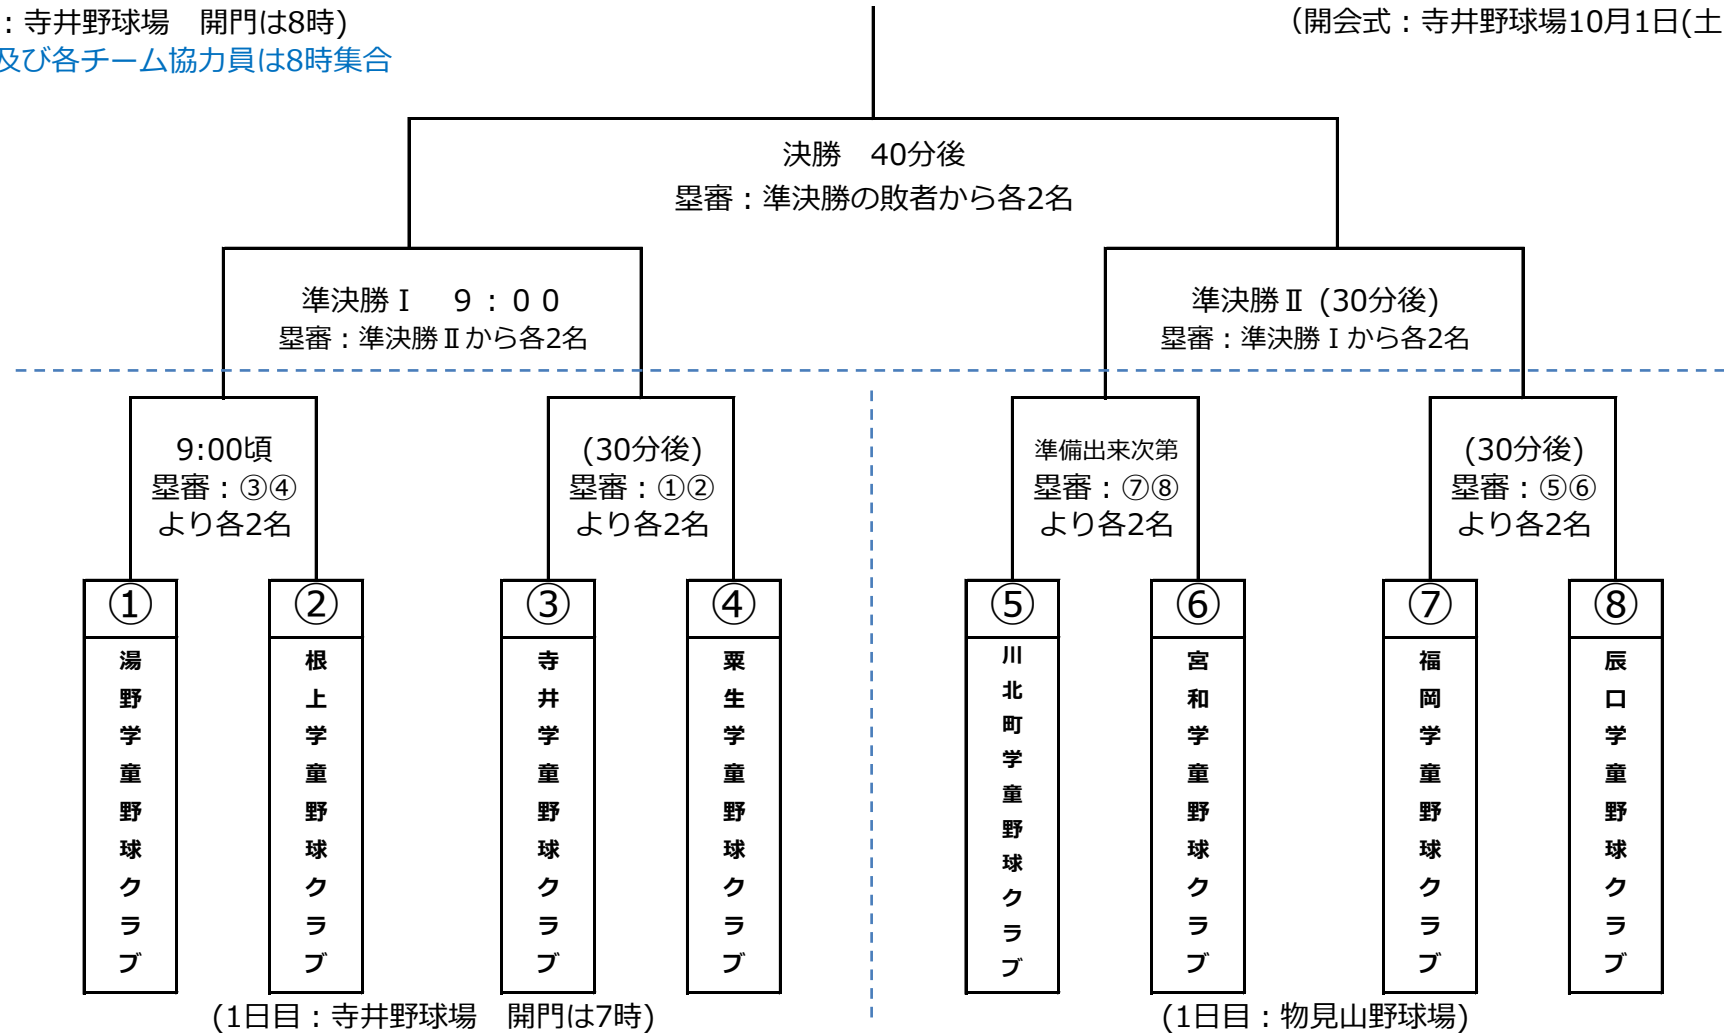 ：寺井野球場　開門は8時)
（開会式：寺井野球場10月1日(土
及び各チーム協力員は8時集合
決勝　40分後
塁審：準決勝の敗者から各2名
準決勝Ⅰ　９：００
塁審：準決勝Ⅱから各2名
準決勝Ⅱ (30分後)
塁審：準決勝Ⅰから各2名
9:00頃
塁審：③④
より各2名
(30分後)
塁審：①②
より各2名
準備出来次第
塁審：⑦⑧
より各2名
(30分後)
塁審：⑤⑥
より各2名
①
湯野学童野球クラブ
②
根上学童野球クラブ
③
寺井学童野球クラブ
④
粟生学童野球クラブ
⑤
川北町学童野球クラブ
⑥
宮和学童野球クラブ
⑦
福岡学童野球クラブ
⑧
辰口学童野球クラブ
(1日目：寺井野球場　開門は7時)
(1日目：物見山野球場)